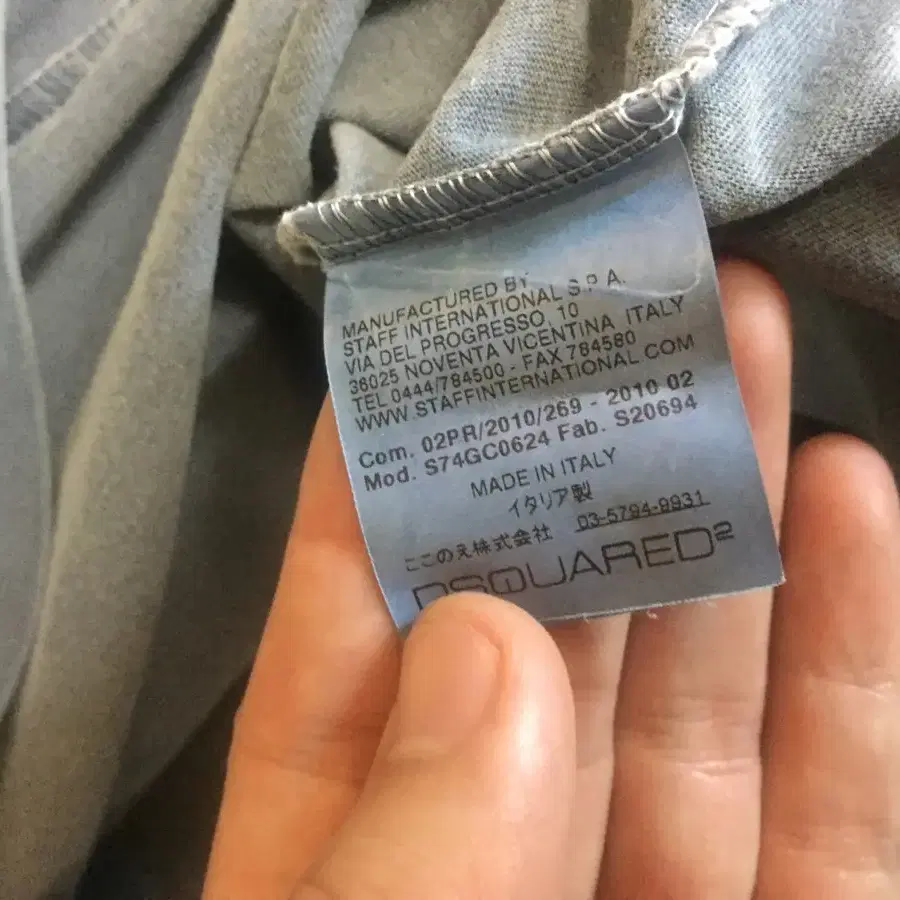 MANUFACTURED BY
STAFF INTERNATIONAL S.P.A.
VIA DEL PROGRESSO, 10
36025 NOVENTA VICENTINA ITALY
TEL 0444/784500 - FAX 784580
WWW.STAFFINTERNATIONAL.COM
Com. 02PR/2010/269 - 2010 02
Mod. S74GC0624 Fab. S20694
MADE IN ITALY
イタリア製
ここのえ株式会社 03-5794-9931
DSQUARED²